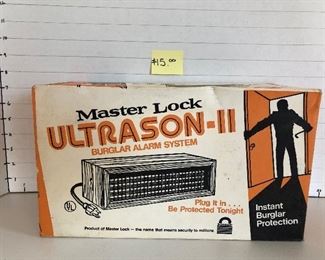 $15.00
Master Lock
ULTRASON-II
BURGLAR ALARM SYSTEM
UL
Plug it in . . .
Be Protected Tonight
Instant
Burglar
Protection
Product of Master Lock — the name that means security to millions